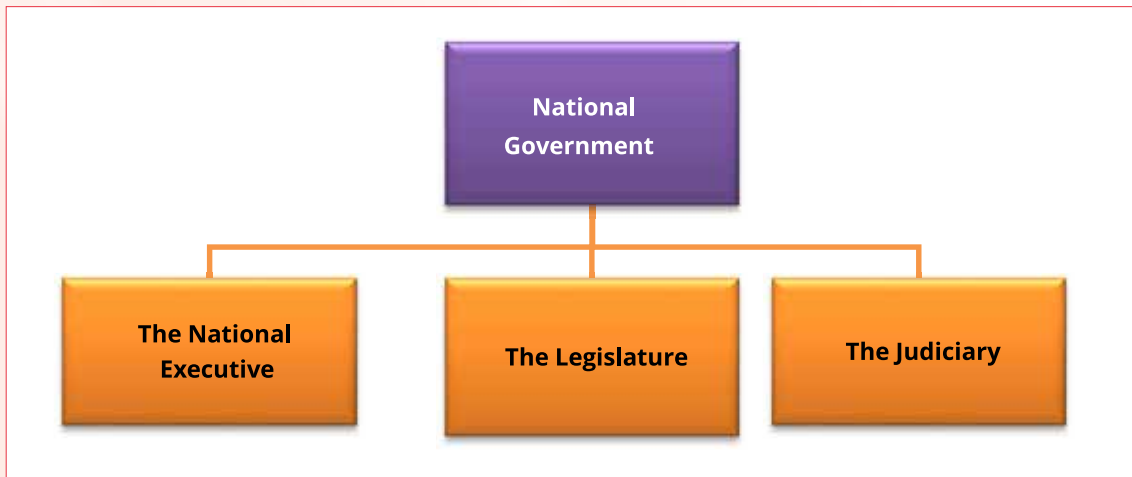 National
Government
The National
Executive
The Legislature
The Judiciary